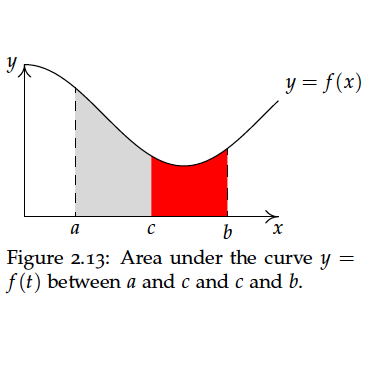 y
y = f(x)
a c b x
Figure 2.13: Area under the curve y =
f(t) between a and c and c and b.